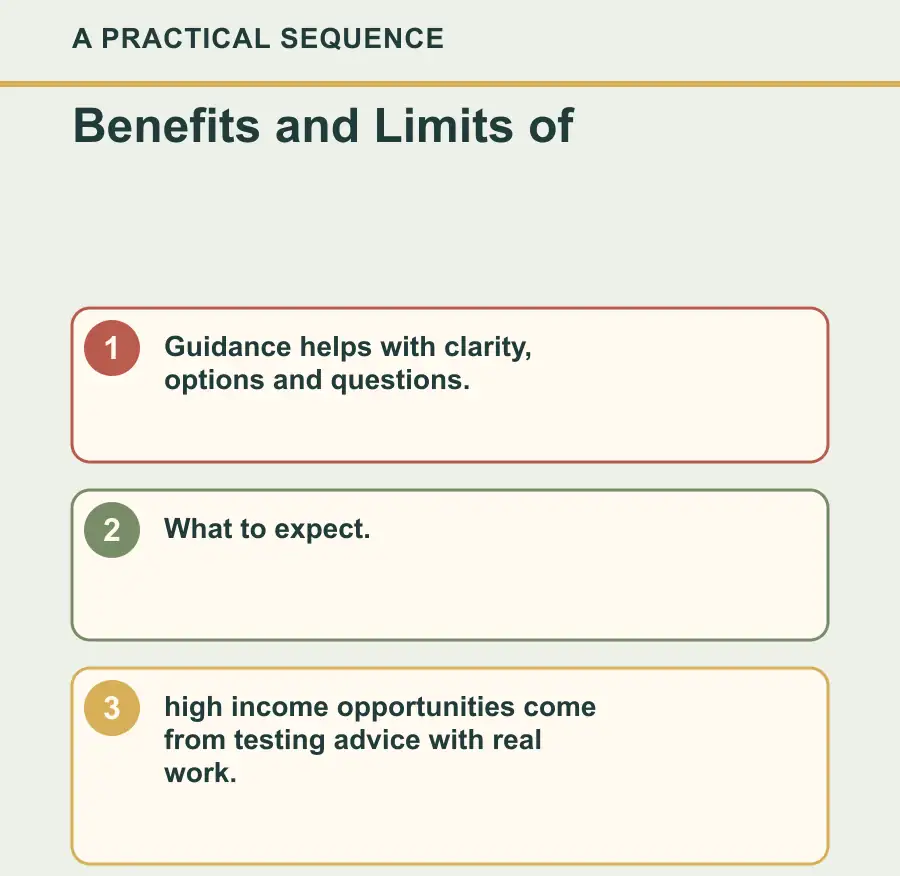 A PRACTICAL SEQUENCE
Benefits and Limits of
1
Guidance helps with clarity,
options and questions.
2
What to expect.
3
high income opportunities come
from testing advice with real
work.